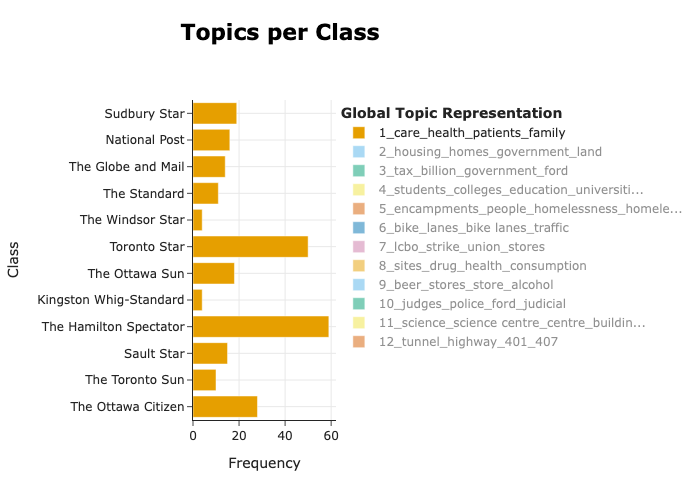 Topics per Class
Class
Sudbury Star
National Post
The Globe and Mail
The Standard
The Windsor Star
Toronto Star
The Ottawa Sun
Kingston Whig-Standard
The Hamilton Spectator
Sault Star
The Toronto Sun
The Ottawa Citizen
0 20 40 60
Frequency
Global Topic Representation
1_care_health_patients_family
2_housing_homes_government_land
3_tax_billion_government_ford
4_students_colleges_education_universiti...
5_encampments_people_homelessness_homele...
6_bike_lanes_bike lanes_traffic
7_lcbo_strike_union_stores
8_sites_drug_health_consumption
9_beer_stores_store_alcohol
10_judges_police_ford_judicial
11_science_science centre_centre_buildin...
12_tunnel_highway_401_407